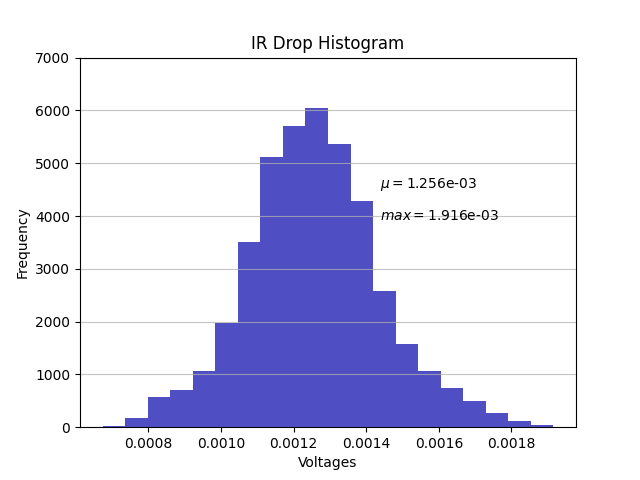 IR Drop Histogram
7000
6000
5000
4000
3000
2000
1000
0
Frequency
μ = 1.256e-03
max = 1.916e-03
0.0008 0.0010 0.0012 0.0014 0.0016 0.0018
Voltages